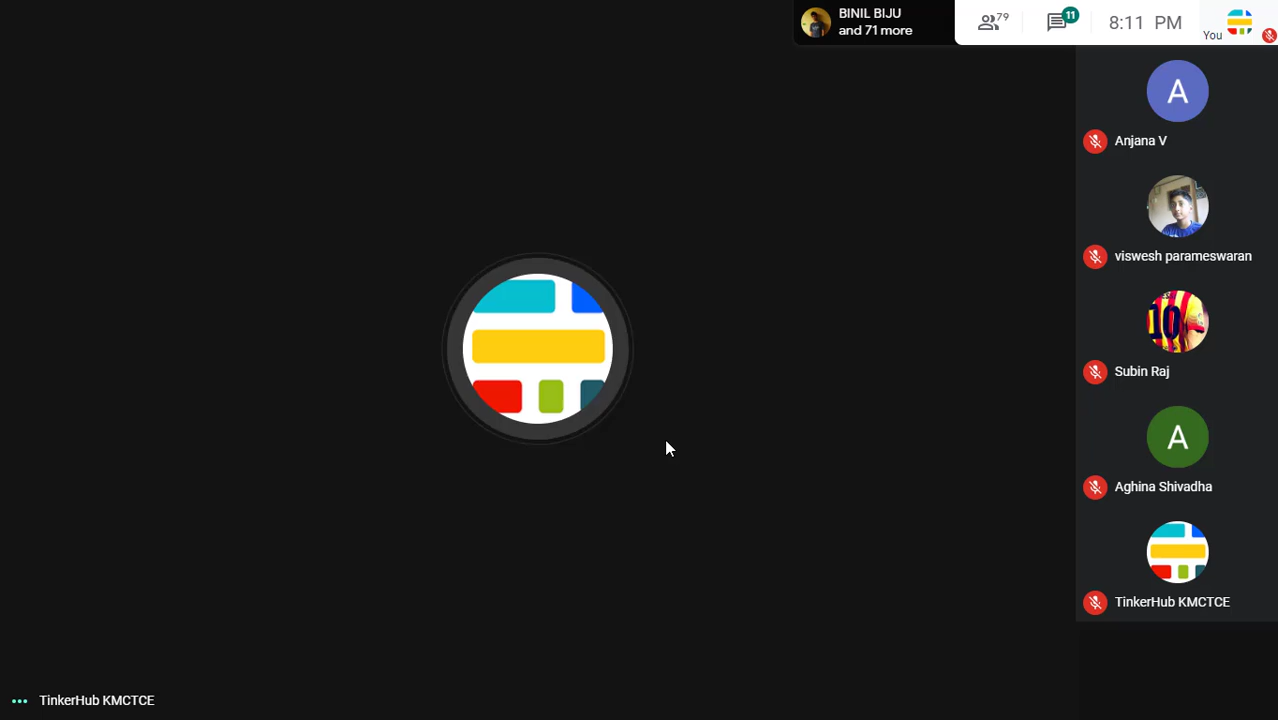 BINIL BIJU
and 71 more
79
11
8:11 PM
You
A
Anjana V
viswesh parameswaran
10
Subin Raj
A
Aghina Shivadha
TinkerHub KMCTCE
TinkerHub KMCTCE